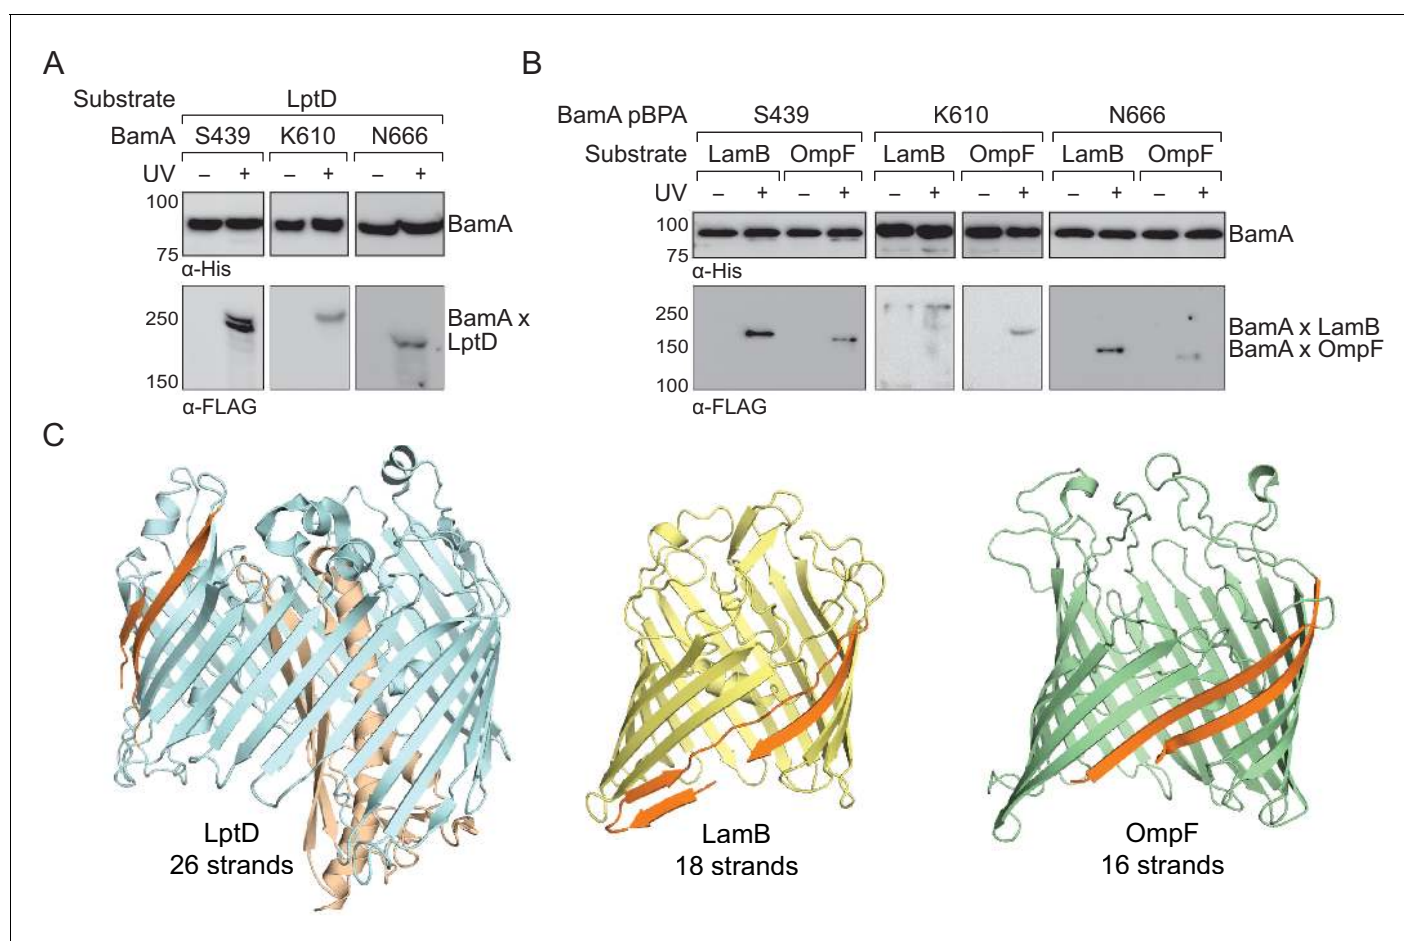 A
Substrate LptD
BamA S439 K610 N666
UV – + – + – +
100
BamA
75
α-His
250
BamA x
LptD
150
α-FLAG
B
BamA pBPA S439 K610 N666
Substrate LamB OmpF LamB OmpF LamB OmpF
UV – + – + – + – + – + – +
100
BamA
75
α-His
250
BamA x LamB
150
BamA x OmpF
100
α-FLAG
C
LptD
26 strands
LamB
18 strands
OmpF
16 strands